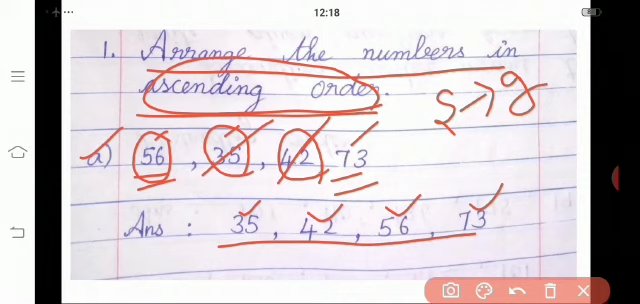 12:18
1. Arrange the numbers in
ascending order.
S→g
a) 56, 35, 42, 73
Ans : 35, 42, 56, 73